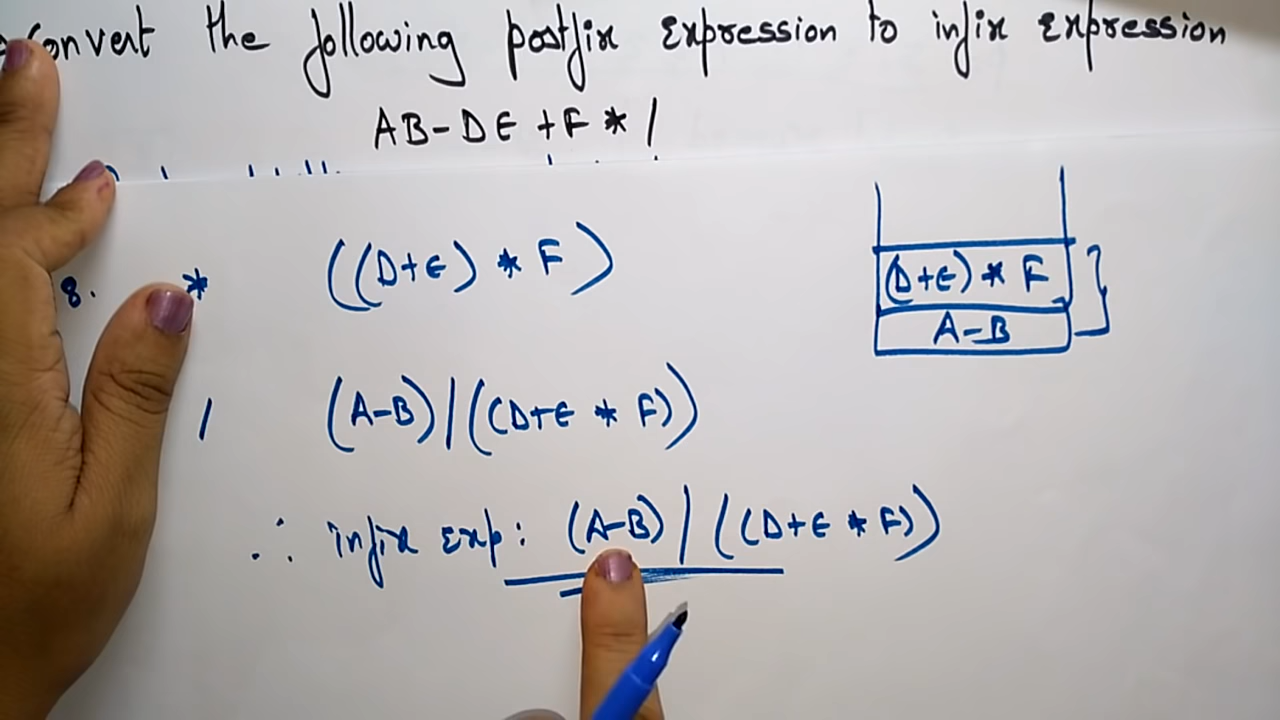 Convert the following postfix expression to infix expression
AB-DE+F*/
8. * ((D+E) * F)
(D+E) * F
A-B
/ (A-B)/((D+E * F))
∴ infix exp: (A-B)/((D+E * F))